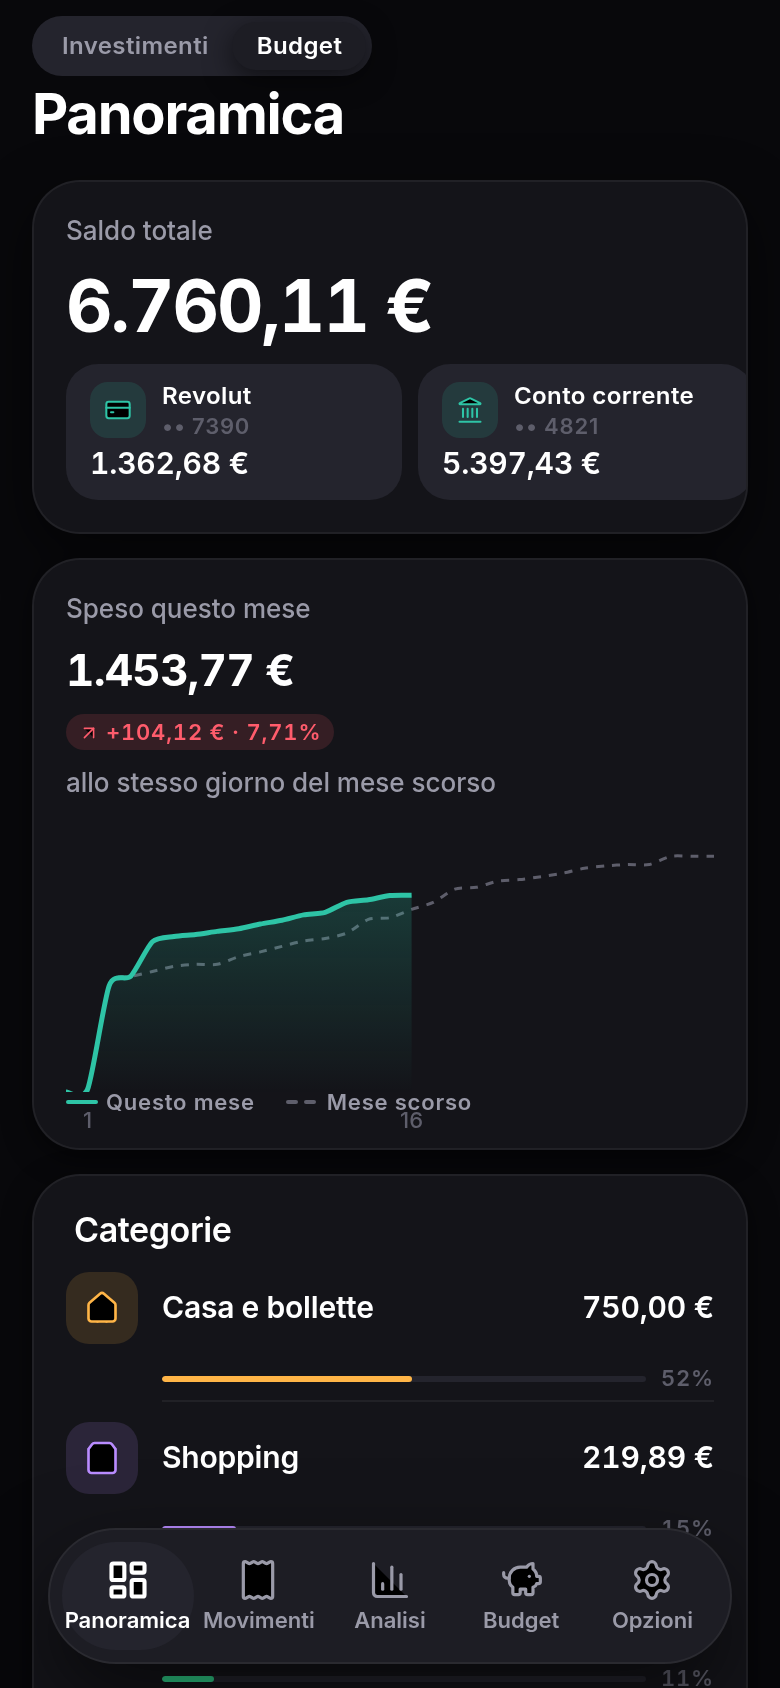 Investimenti
Budget
Panoramica
Saldo totale
6.760,11 €
Revolut
•• 7390
1.362,68 €
Conto corrente
•• 4821
5.397,43 €
Speso questo mese
1.453,77 €
+104,12 € · 7,71%
allo stesso giorno del mese scorso
Questo mese
Mese scorso
1
16
Categorie
Casa e bollette
750,00 €
52%
Shopping
219,89 €
15%
Panoramica
Movimenti
Analisi
Budget
Opzioni
11%